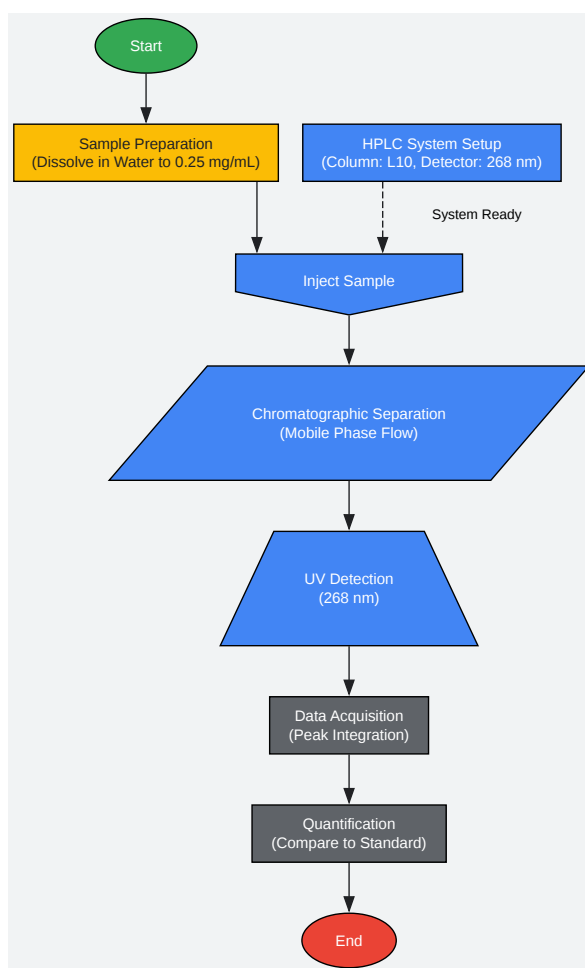 Start
Sample Preparation
(Dissolve in Water to 0.25 mg/mL)
HPLC System Setup
(Column: L10, Detector: 268 nm)
System Ready
Inject Sample
Chromatographic Separation
(Mobile Phase Flow)
UV Detection
(268 nm)
Data Acquisition
(Peak Integration)
Quantification
(Compare to Standard)
End